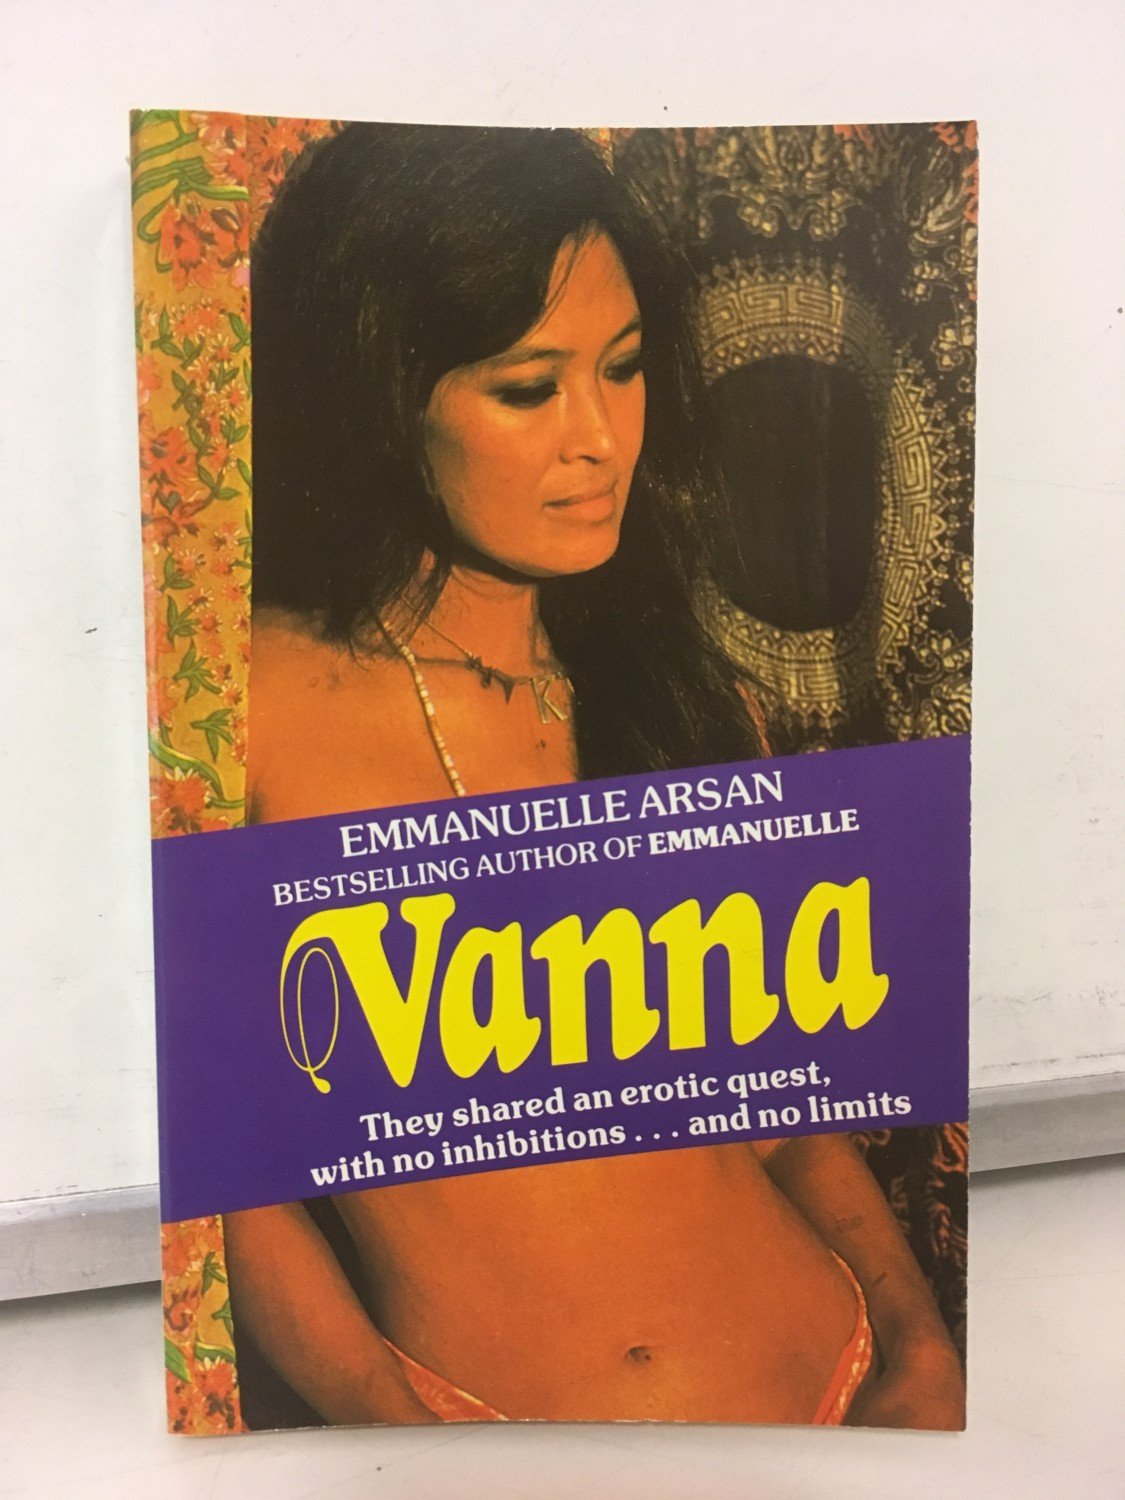 EMMANUELLE ARSAN
BESTSELLING AUTHOR OF EMMANUELLE
Vanna
They shared an erotic quest,
with no inhibitions . . . and no limits
K